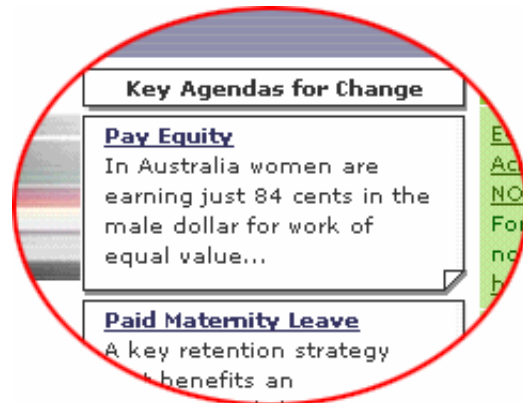 Key Agendas for Change
Pay Equity
In Australia women are
earning just 84 cents in the
male dollar for work of
equal value...
Paid Maternity Leave
A key retention strategy
benefits an
NO